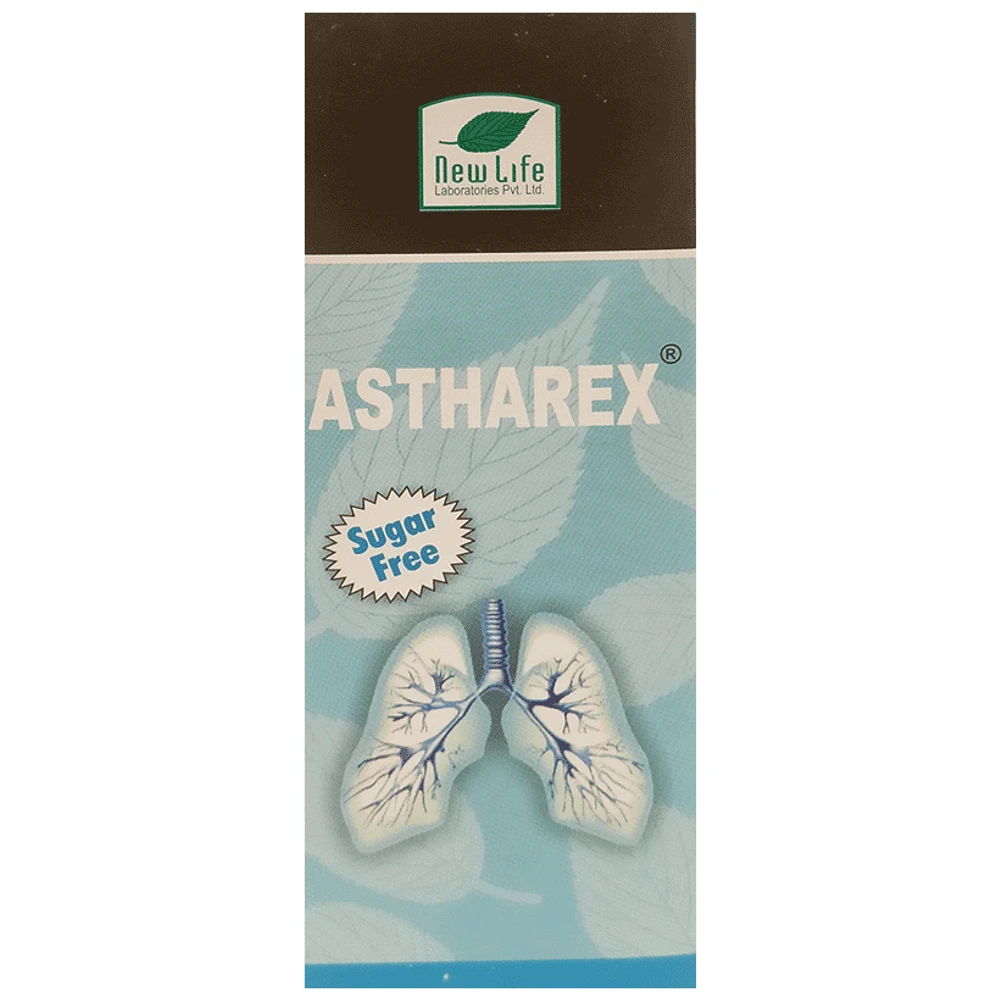 New Life
Laboratories Pvt. Ltd.
ASTHAREX®
Sugar
Free